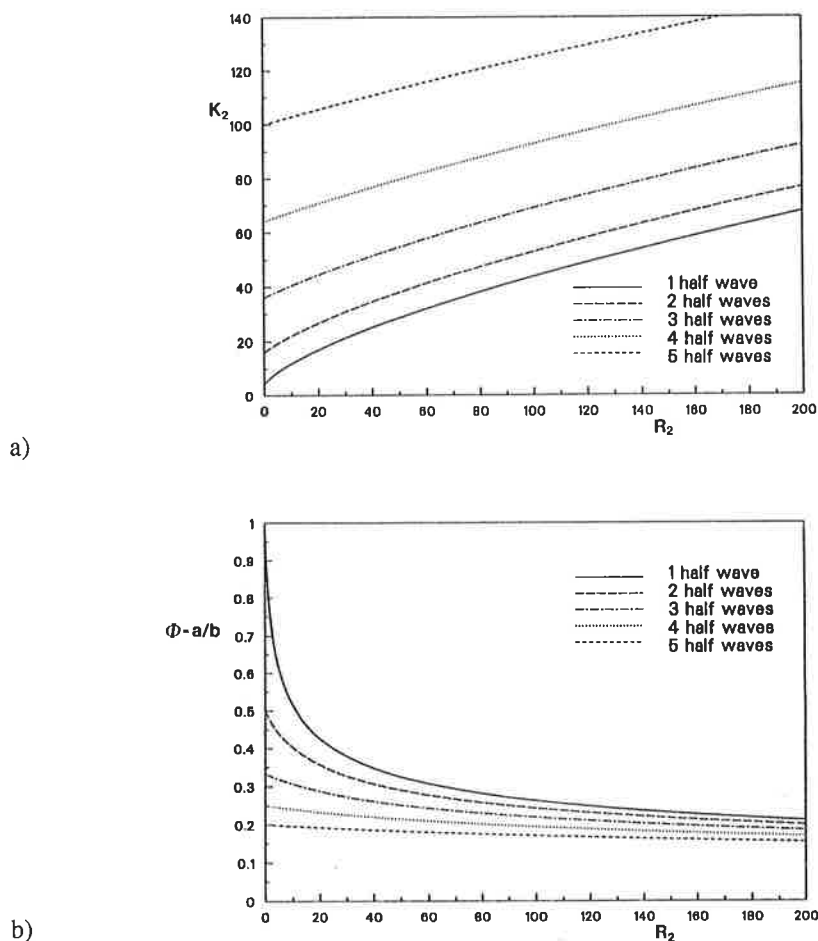 140
120
K₂
100
80
60
40
20
0
1 half wave
2 half waves
3 half waves
4 half waves
5 half waves
0 20 40 60 80 100 120 140 160 180 200
R₂
a)
1
0.9
0.8
0.7
Φ-a/b
0.6
0.5
0.4
0.3
0.2
0.1
0
1 half wave
2 half waves
3 half waves
4 half waves
5 half waves
0 20 40 60 80 100 120 140 160 180 200
R₂
b)